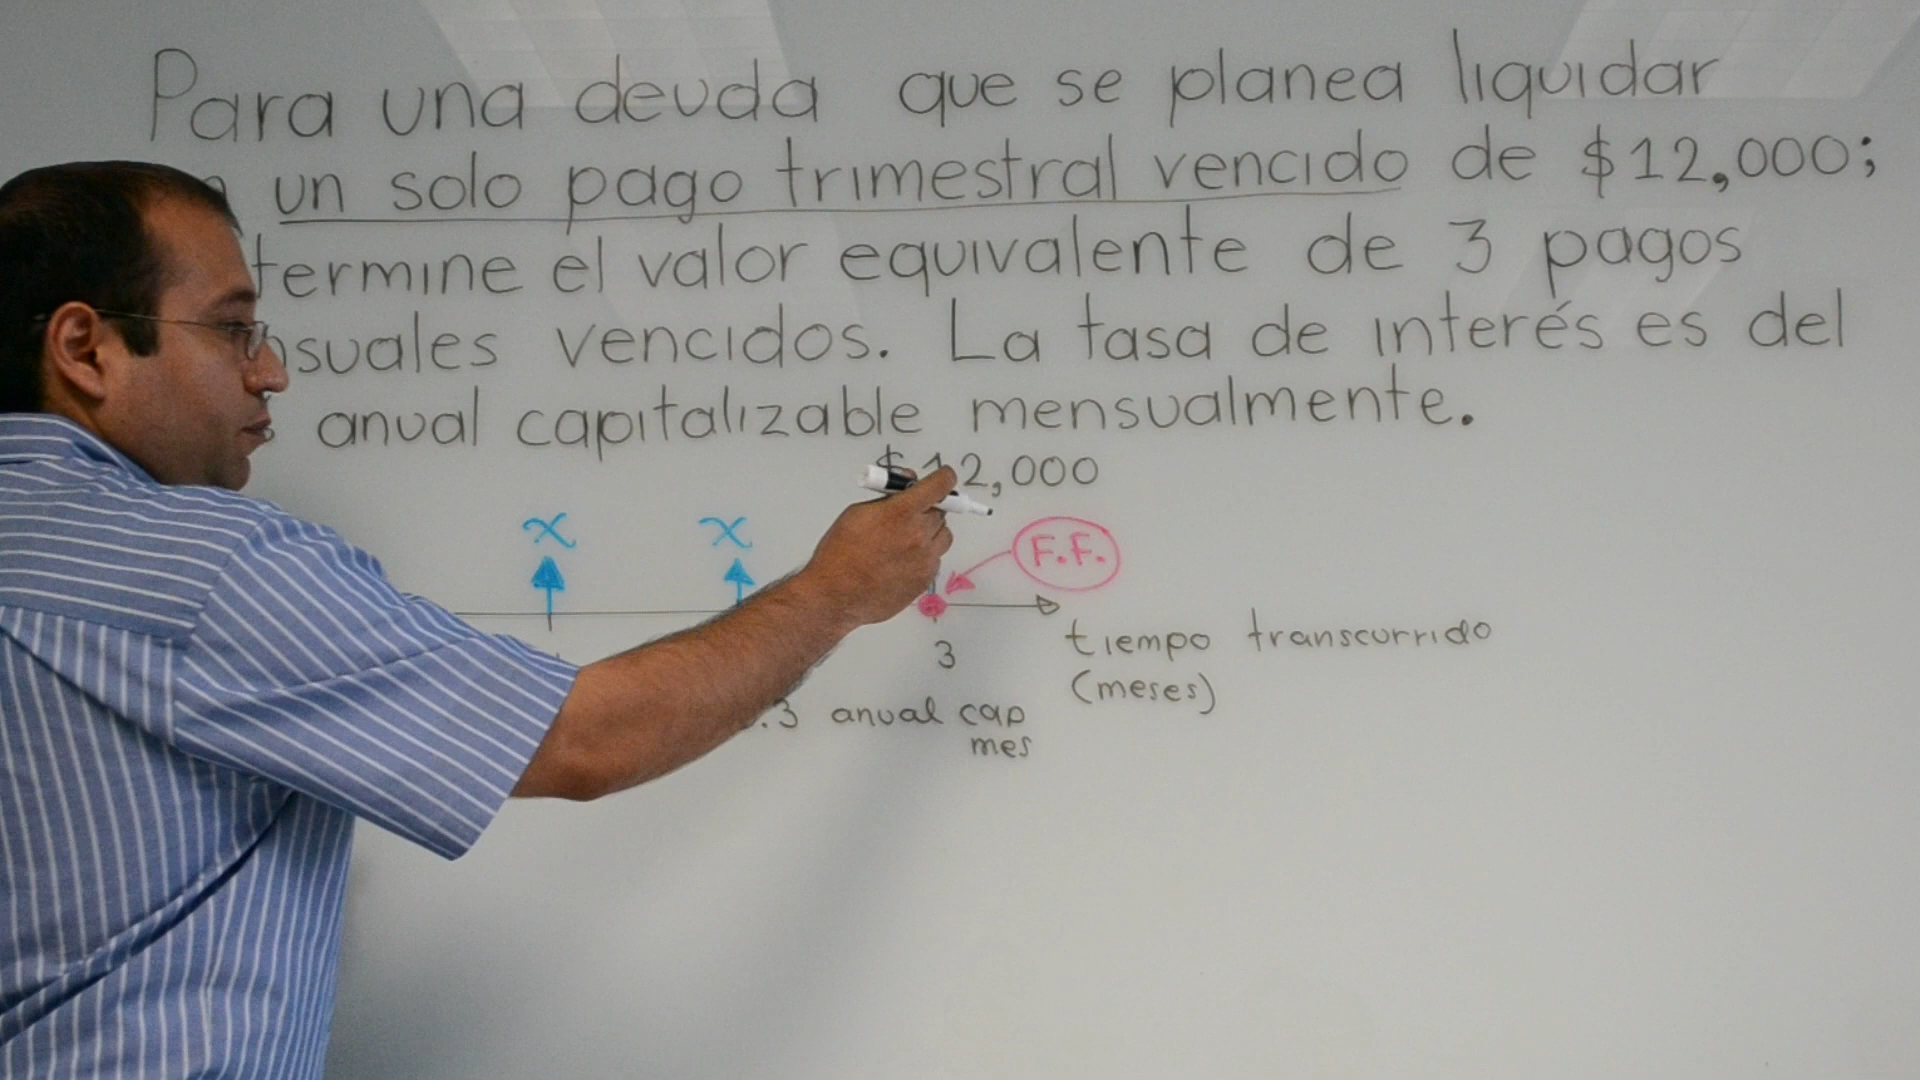 Para una deuda que se planea liquidar
un solo pago trimestral vencido de $12,000;
termine el valor equivalente de 3 pagos
suales vencidos. La tasa de interés es del
anual capitalizable mensualmente.
$12,000
x x
F.F.
3
tiempo transcurrido
(meses)
.3 anual cap
mes